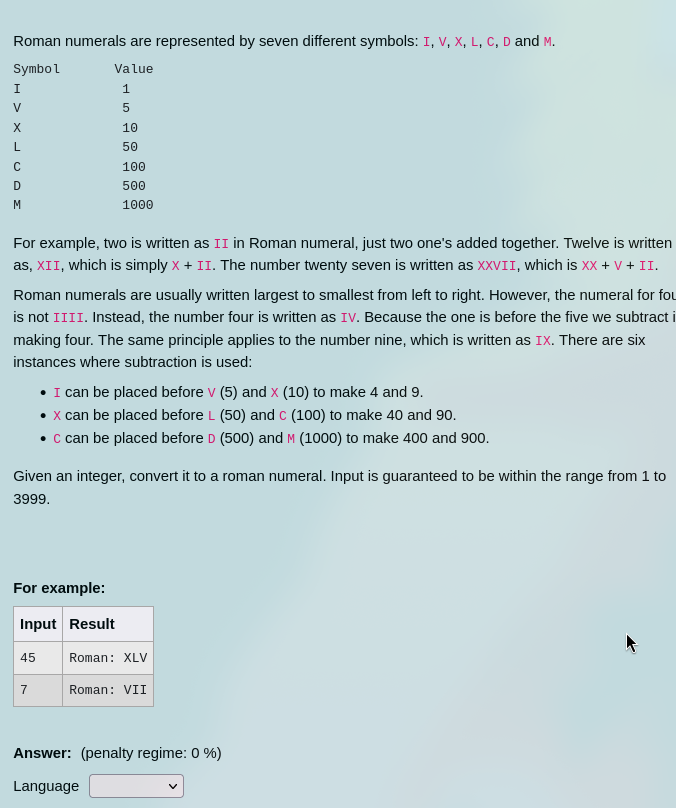 Roman numerals are represented by seven different symbols: I, V, X, L, C, D and M.
Symbol Value
I 1
V 5
X 10
L 50
C 100
D 500
M 1000
For example, two is written as II in Roman numeral, just two one's added together. Twelve is written
as, XII, which is simply X + II. The number twenty seven is written as XXVII, which is XX + V + II.
Roman numerals are usually written largest to smallest from left to right. However, the numeral for fou
is not IIII. Instead, the number four is written as IV. Because the one is before the five we subtract i
making four. The same principle applies to the number nine, which is written as IX. There are six
instances where subtraction is used:
• I can be placed before V (5) and X (10) to make 4 and 9.
• X can be placed before L (50) and C (100) to make 40 and 90.
• C can be placed before D (500) and M (1000) to make 400 and 900.
Given an integer, convert it to a roman numeral. Input is guaranteed to be within the range from 1 to
3999.
For example:
Input Result
45 Roman: XLV
7 Roman: VII
Answer: (penalty regime: 0 %)
Language